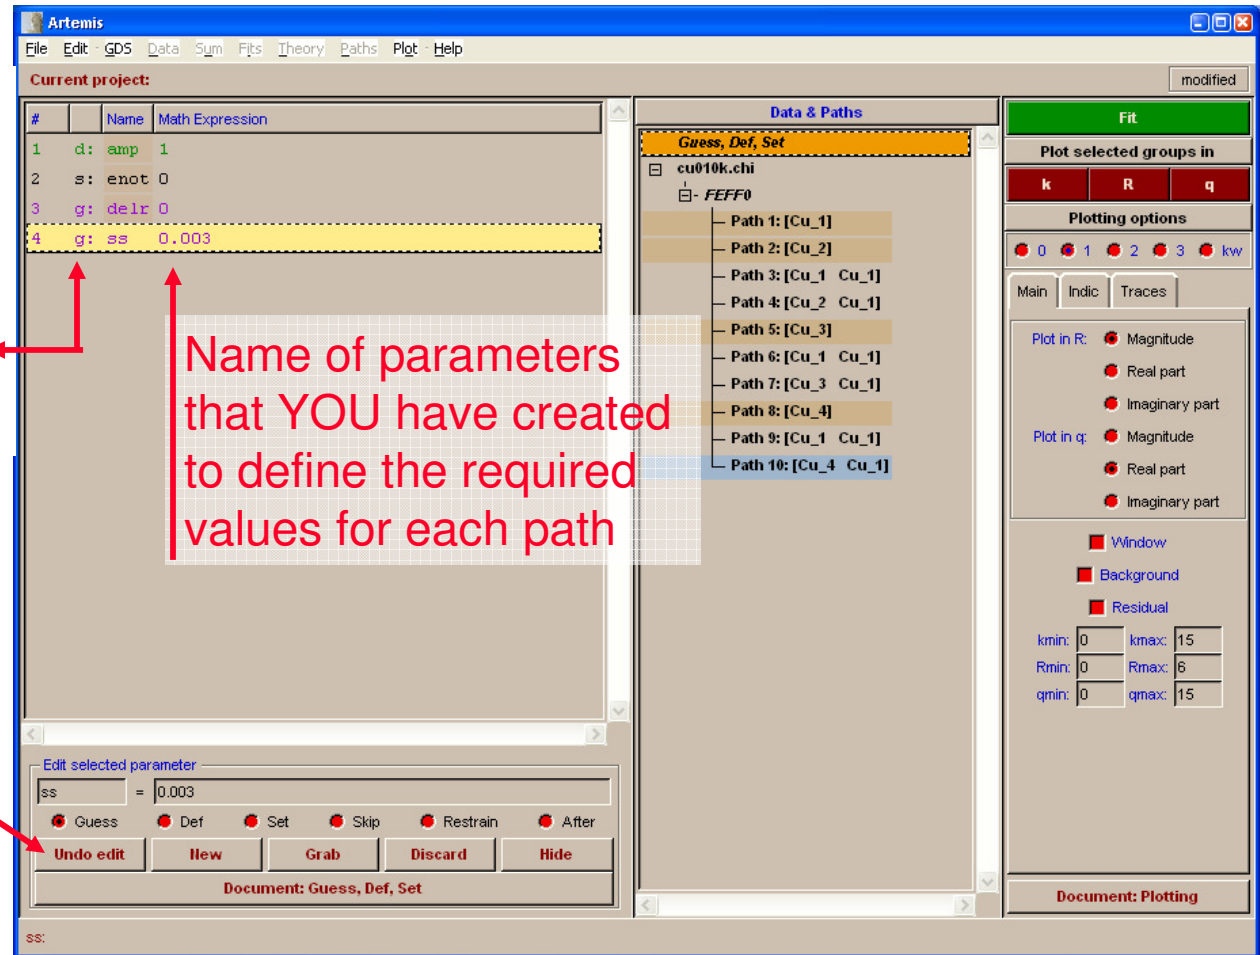 Artemis
File Edit GDS Data Sum Fits Theory Paths Plot Help
Current project:
modified
# Name Math Expression
1 d: amp 1
2 s: enot 0
3 g: delr 0
4 g: ss 0.003
Name of parameters
that YOU have created
to define the required
values for each path
Edit selected parameter
ss = 0.003
Guess Def Set Skip Restrain After
Undo edit New Grab Discard Hide
Document: Guess, Def, Set
ss:
Data & Paths
Guess, Def, Set
cu010k.chi
FEFF0
Path 1: [Cu_1]
Path 2: [Cu_2]
Path 3: [Cu_1 Cu_1]
Path 4: [Cu_2 Cu_1]
Path 5: [Cu_3]
Path 6: [Cu_1 Cu_1]
Path 7: [Cu_3 Cu_1]
Path 8: [Cu_4]
Path 9: [Cu_1 Cu_1]
Path 10: [Cu_4 Cu_1]
Fit
Plot selected groups in
k R q
Plotting options
0 1 2 3 kw
Main Indic Traces
Plot in R: Magnitude
Real part
Imaginary part
Plot in q: Magnitude
Real part
Imaginary part
Window
Background
Residual
kmin: 0 kmax: 15
Rmin: 0 Rmax: 6
qmin: 0 qmax: 15
Document: Plotting